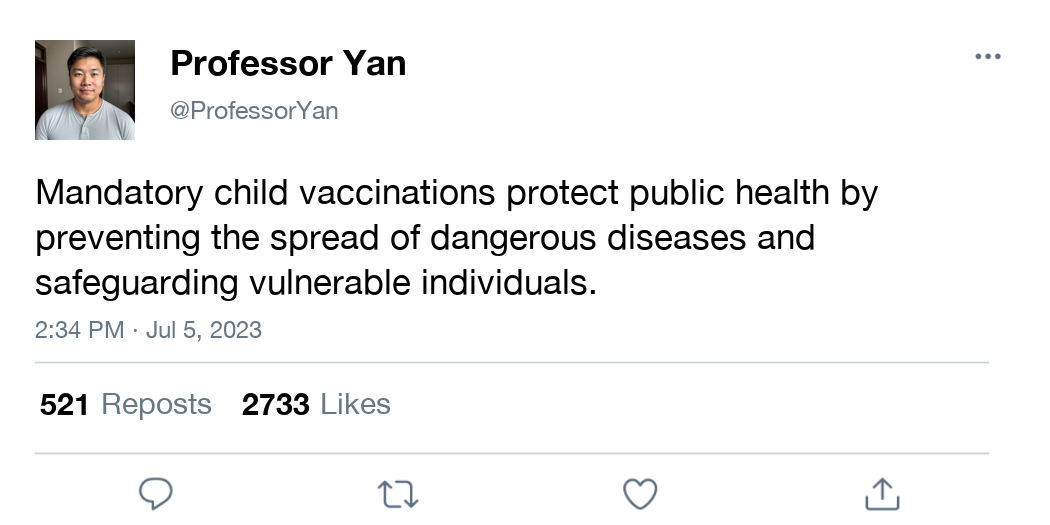 Professor Yan
@ProfessorYan
Mandatory child vaccinations protect public health by
preventing the spread of dangerous diseases and
safeguarding vulnerable individuals.
2:34 PM · Jul 5, 2023
521 Reposts 2733 Likes